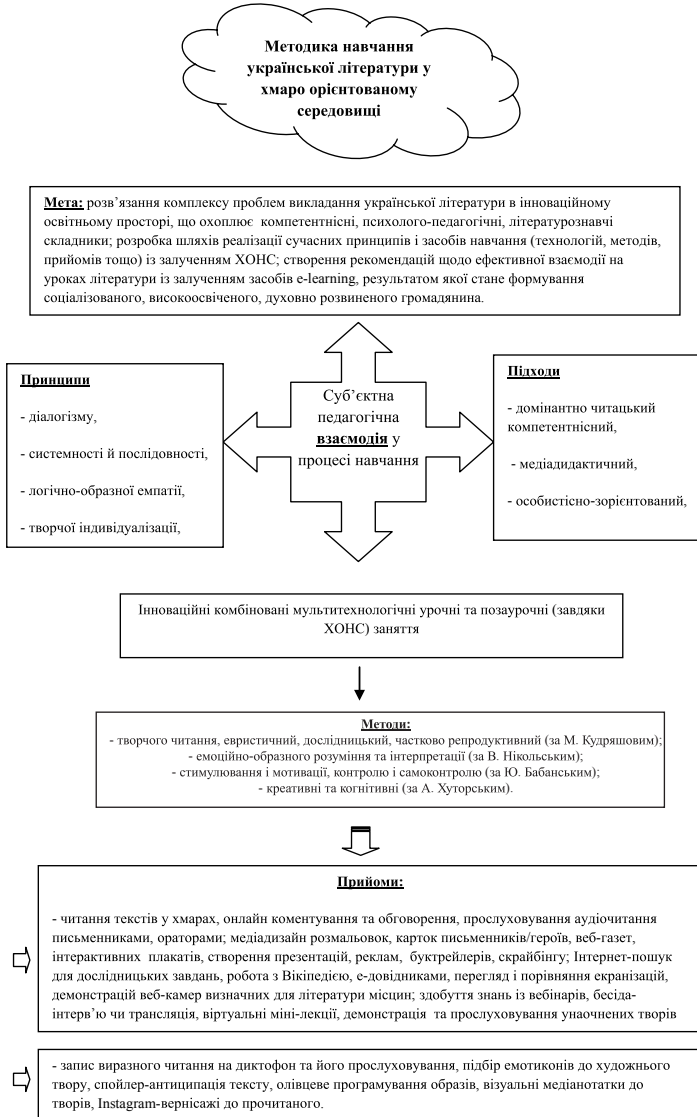 Методика навчання
української літератури у
хмаро орієнтованому
середовищі
Мета: розв’язання комплексу проблем викладання української літератури в інноваційному
освітньому просторі, що охоплює компетентнісні, психолого-педагогічні, літературознавчі
складники; розробка шляхів реалізації сучасних принципів і засобів навчання (технологій, методів,
прийомів тощо) із залученням ХОНС; створення рекомендацій щодо ефективної взаємодії на
уроках літератури із залученням засобів e-learning, результатом якої стане формування
соціалізованого, високоосвіченого, духовно розвиненого громадянина.
Принципи
- діалогізму,
- системності й послідовності,
- логічно-образної емпатії,
- творчої індивідуалізації,
Суб’єктна
педагогічна
взаємодія у
процесі навчання
Підходи
- домінантно читацький
компетентнісний,
- медіадидактичний,
- особистісно-зорієнтований,
Інноваційні комбіновані мультитехнологічні урочні та позаурочні (завдяки
ХОНС) заняття
Методи:
- творчого читання, евристичний, дослідницький, частково репродуктивний (за М. Кудряшовим);
- емоційно-образного розуміння та інтерпретації (за В. Нікольським);
- стимулювання і мотивації, контролю і самоконтролю (за Ю. Бабанським);
- креативні та когнітивні (за А. Хуторським).
Прийоми:
- читання текстів у хмарах, онлайн коментування та обговорення, прослуховування аудіочитання
письменниками, ораторами; медіадизайн розмальовок, карток письменників/героїв, веб-газет,
інтерактивних плакатів, створення презентацій, реклам, буктрейлерів, скрайбінгу; Інтернет-пошук
для дослідницьких завдань, робота з Вікіпедією, е-довідниками, перегляд і порівняння екранізацій,
демонстрацій веб-камер визначних для літератури місцин; здобуття знань із вебінарів, бесіда-
інтерв’ю чи трансляція, віртуальні міні-лекції, демонстрація та прослуховування унаочнених творів
- запис виразного читання на диктофон та його прослуховування, підбір емотиконів до художнього
твору, спойлер-антиципація тексту, олівцеве програмування образів, візуальні медіанотатки до
творів, Instagram-вернісажі до прочитаного.